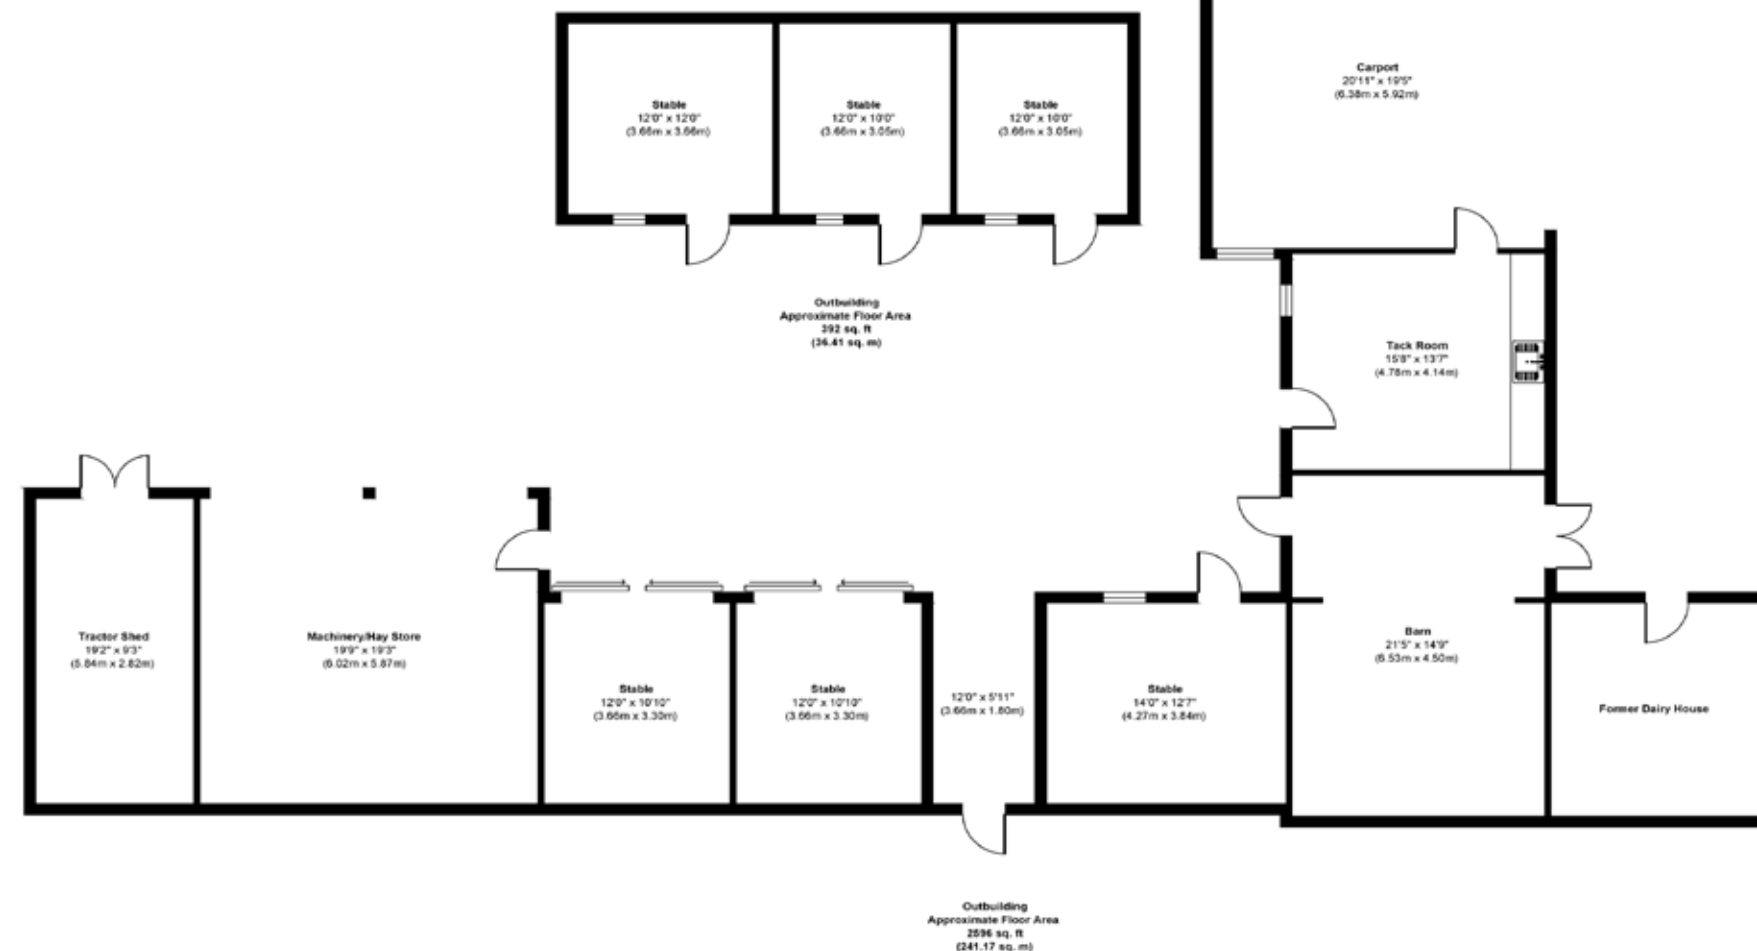 Carport
20'11" x 19'5"
(6.38m x 5.92m)
Stable
12'0" x 12'0"
(3.66m x 3.66m)
Stable
12'0" x 10'0"
(3.66m x 3.05m)
Stable
12'0" x 10'0"
(3.66m x 3.05m)
Outbuilding
Approximate Floor Area
392 sq. ft
(36.41 sq. m)
Tack Room
15'8" x 13'7"
(4.78m x 4.14m)
Tractor Shed
19'2" x 9'3"
(5.84m x 2.82m)
Machinery/Hay Store
19'9" x 19'3"
(6.02m x 5.87m)
Stable
12'0" x 10'10"
(3.66m x 3.30m)
Stable
12'0" x 10'10"
(3.66m x 3.30m)
12'0" x 5'11"
(3.66m x 1.80m)
Stable
14'0" x 12'7"
(4.27m x 3.84m)
Barn
21'5" x 14'9"
(6.53m x 4.50m)
Former Dairy House
Outbuilding
Approximate Floor Area
2596 sq. ft
(241.17 sq. m)